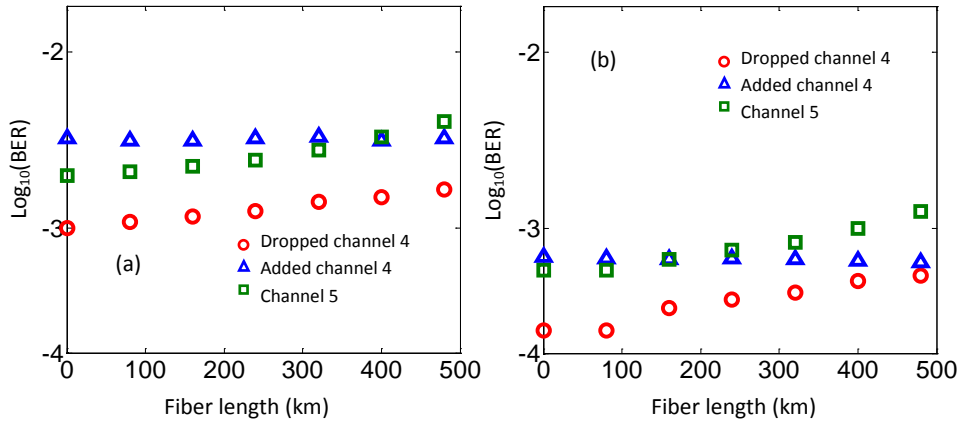 -2
-3
-4
Log10(BER)
(a)
Dropped channel 4
Added channel 4
Channel 5
0
100
200
300
400
500
Fiber length (km)
-2
-3
-4
Log10(BER)
(b)
Dropped channel 4
Added channel 4
Channel 5
0
100
200
300
400
500
Fiber length (km)